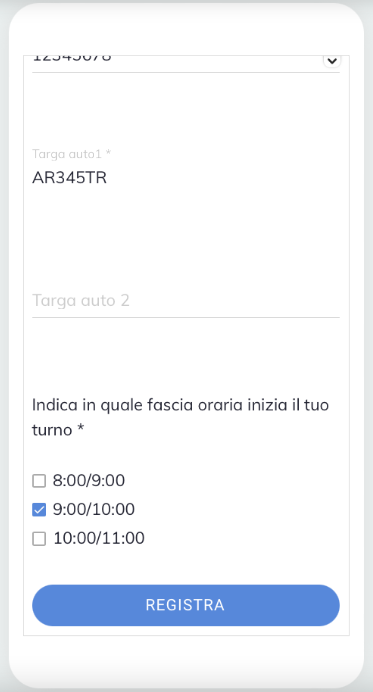 12345678
Targa auto1 *
AR345TR
Targa auto 2
Indica in quale fascia oraria inizia il tuo
turno *
8:00/9:00
9:00/10:00
10:00/11:00
REGISTRA